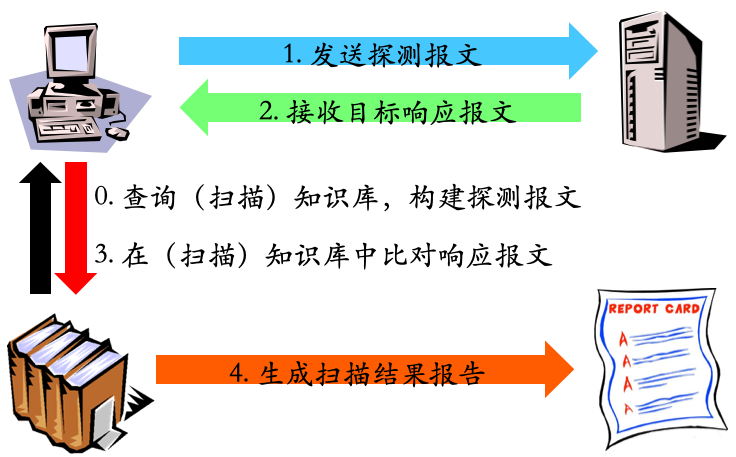 1. 发送探测报文
2. 接收目标响应报文
0. 查询（扫描）知识库，构建探测报文
3. 在（扫描）知识库中比对响应报文
REPORT CARD
A
A
A
A
4. 生成扫描结果报告